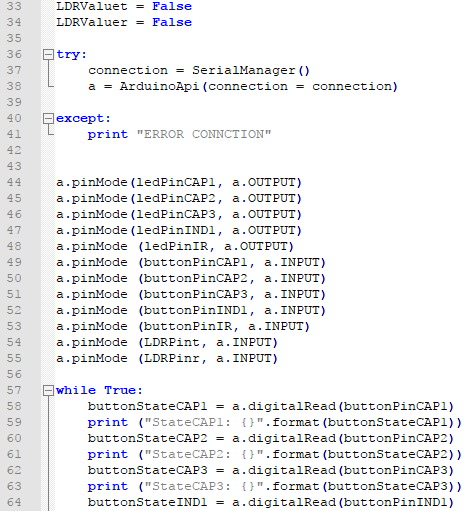 33 LDRValuet = False
34 LDRValuer = False
35
36 try:
37 connection = SerialManager()
38 a = ArduinoApi(connection = connection)
39
40 except:
41 print "ERROR CONNCTION"
42
43
44 a.pinMode(ledPinCAP1, a.OUTPUT)
45 a.pinMode(ledPinCAP2, a.OUTPUT)
46 a.pinMode(ledPinCAP3, a.OUTPUT)
47 a.pinMode(ledPinIND1, a.OUTPUT)
48 a.pinMode (ledPinIR, a.OUTPUT)
49 a.pinMode (buttonPinCAP1, a.INPUT)
50 a.pinMode (buttonPinCAP2, a.INPUT)
51 a.pinMode (buttonPinCAP3, a.INPUT)
52 a.pinMode (buttonPinIND1, a.INPUT)
53 a.pinMode (buttonPinIR, a.INPUT)
54 a.pinMode (LDRPint, a.INPUT)
55 a.pinMode (LDRPinr, a.INPUT)
56
57 while True:
58 buttonStateCAP1 = a.digitalRead(buttonPinCAP1)
59 print ("StateCAP1: {}".format(buttonStateCAP1))
60 buttonStateCAP2 = a.digitalRead(buttonPinCAP2)
61 print ("StateCAP2: {}".format(buttonStateCAP2))
62 buttonStateCAP3 = a.digitalRead(buttonPinCAP3)
63 print ("StateCAP3: {}".format(buttonStateCAP3))
64 buttonStateIND1 = a.digitalRead(buttonPinIND1)